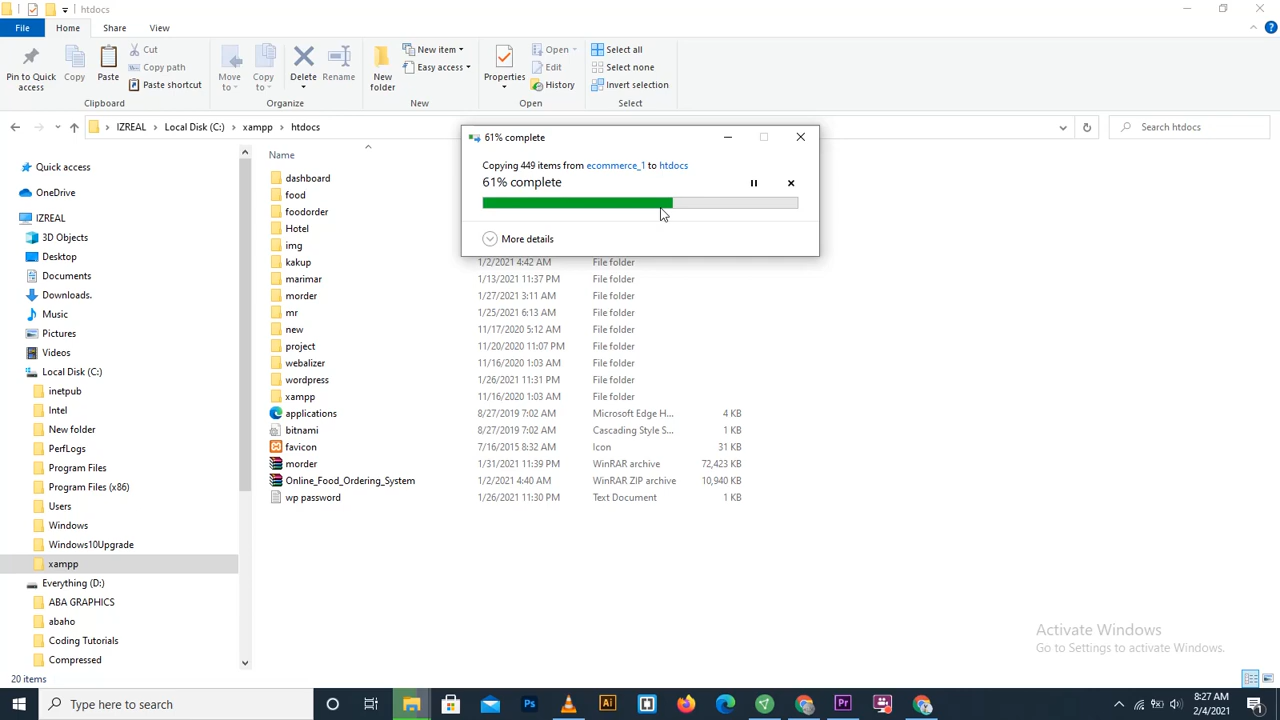 htdocs
File Home Share View
Pin to Quick access
Copy
Paste
Cut
Copy path
Paste shortcut
Clipboard
Move to
Copy to
Delete
Rename
Organize
New folder
New item
Easy access
New
Properties
Open
Edit
History
Open
Select all
Select none
Invert selection
Select
IZREAL Local Disk (C:) xampp htdocs
Search htdocs
Quick access
OneDrive
IZREAL
3D Objects
Desktop
Documents
Downloads.
Music
Pictures
Videos
Local Disk (C:)
inetpub
Intel
New folder
PerfLogs
Program Files
Program Files (x86)
Users
Windows
Windows10Upgrade
xampp
Everything (D:)
ABA GRAPHICS
abaho
Coding Tutorials
Compressed
Name
dashboard
food
foodorder
Hotel
img
kakup 1/2/2021 4:42 AM File folder
marimar 1/13/2021 11:37 PM File folder
morder 1/27/2021 3:11 AM File folder
mr 1/25/2021 6:13 AM File folder
new 11/17/2020 5:12 AM File folder
project 11/20/2020 11:07 PM File folder
webalizer 11/16/2020 1:03 AM File folder
wordpress 1/26/2021 11:31 PM File folder
xampp 11/16/2020 1:03 AM File folder
applications 8/27/2019 7:02 AM Microsoft Edge H... 4 KB
bitnami 8/27/2019 7:02 AM Cascading Style S... 1 KB
favicon 7/16/2015 8:32 AM Icon 31 KB
morder 1/31/2021 11:39 PM WinRAR archive 72,423 KB
Online_Food_Ordering_System 1/2/2021 4:40 AM WinRAR ZIP archive 10,940 KB
wp password 1/26/2021 11:30 PM Text Document 1 KB
61% complete
Copying 449 items from ecommerce_1 to htdocs
61% complete
More details
Activate Windows
Go to Settings to activate Windows.
20 items
Type here to search
Ps
Ai
Pr
8:27 AM
2/4/2021
1